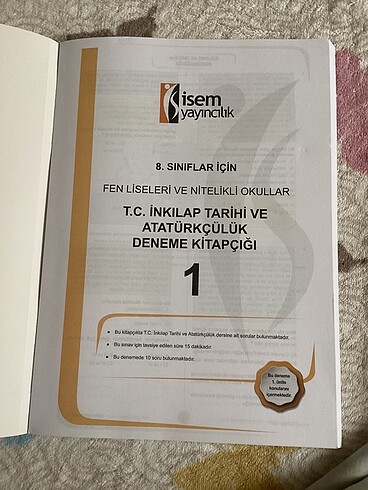 isem
yayıncılık
8. SINIFLAR İÇİN
FEN LİSELERİ VE NİTELİKLİ OKULLAR
T.C. İNKILAP TARİHİ VE
ATATÜRKÇÜLÜK
DENEME KİTAPÇIĞI
1
• Bu kitapçıkta T.C. İnkılap Tarihi ve Atatürkçülük dersine ait sorular bulunmaktadır.
• Bu sınav için tavsiye edilen süre 15 dakikadır.
• Bu denemede 10 soru bulunmaktadır.
Bu deneme
1. ünite
konularını
içermektedir.